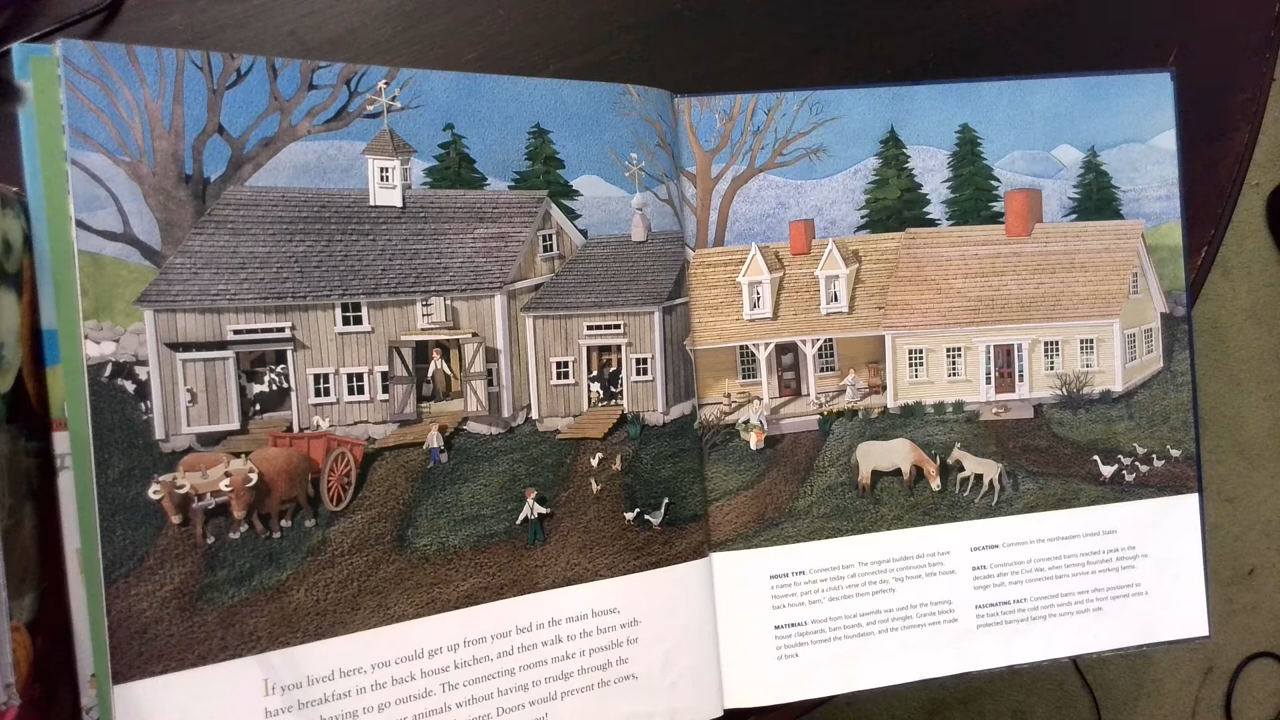 If you lived here, you could get up from your bed in the main house,
have breakfast in the back house kitchen, and then walk to the barn with-
having to go outside. The connecting rooms make it possible for
animals without having to trudge through the
Doors would prevent the cows,
HOUSE TYPE: Connected barn. The original builders did not have
a name for what we today call connected or continuous barns.
However, part of a child's verse of the day, "big house, little house,
back house, barn," describes them perfectly.
MATERIALS: Wood from local sawmills was used for the framing,
house clapboards, barn boards, and roof shingles. Granite blocks
or boulders formed the foundation, and the chimneys were made
of brick.
LOCATION: Common in the northeastern United States
DATE: Construction of connected barns reached a peak in the
decades after the Civil War, when farming flourished. Although no
longer built, many connected barns survive as working farms.
FASCINATING FACT: Connected barns were often positioned so
the back faced the cold north winds and the front opened onto a
protected barnyard facing the sunny south side.